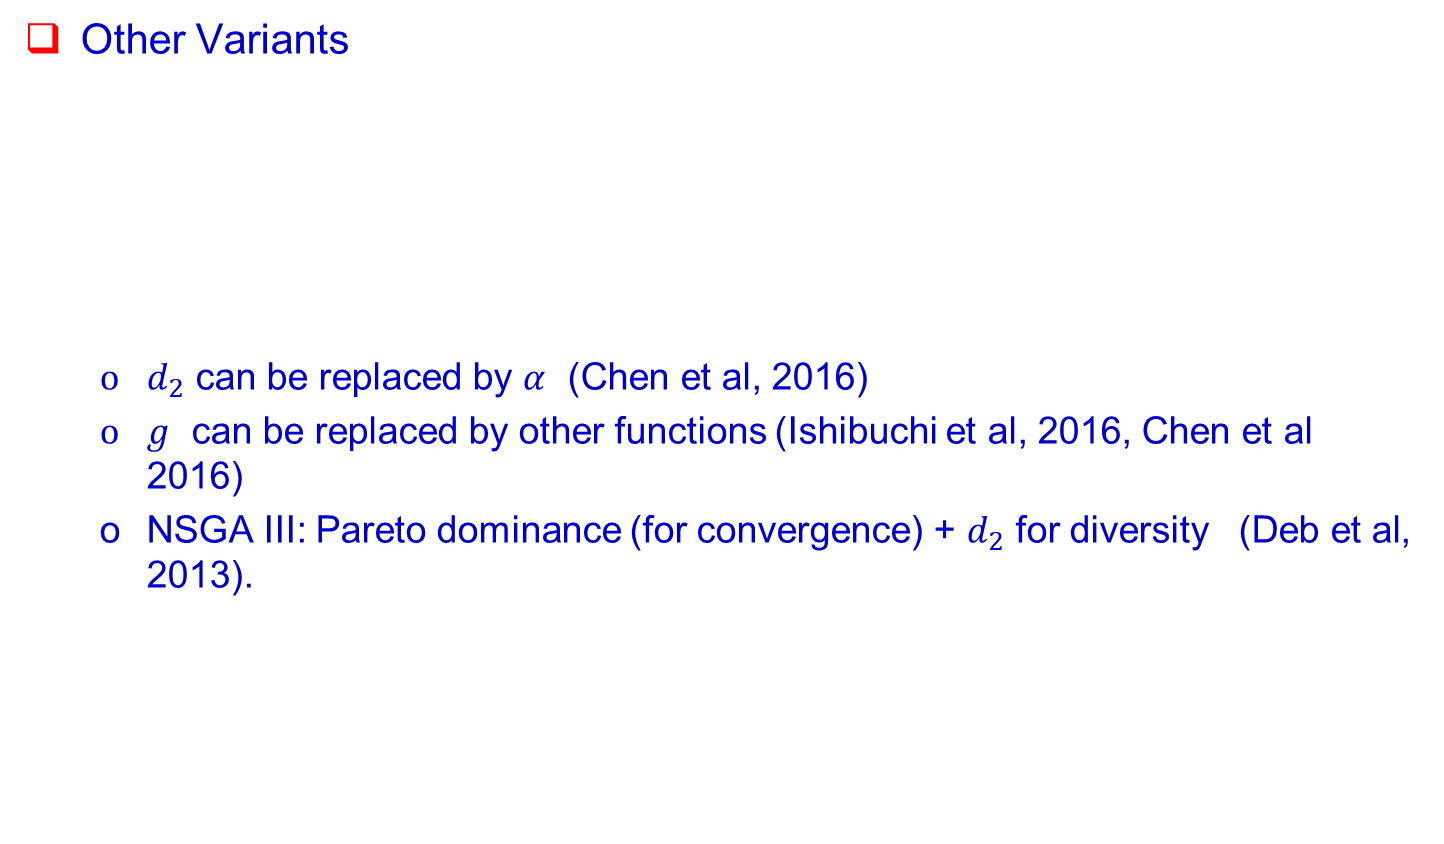 ❑ Other Variants
o d₂ can be replaced by α (Chen et al, 2016)
o g can be replaced by other functions (Ishibuchi et al, 2016, Chen et al
2016)
o NSGA III: Pareto dominance (for convergence) + d₂ for diversity (Deb et al,
2013).